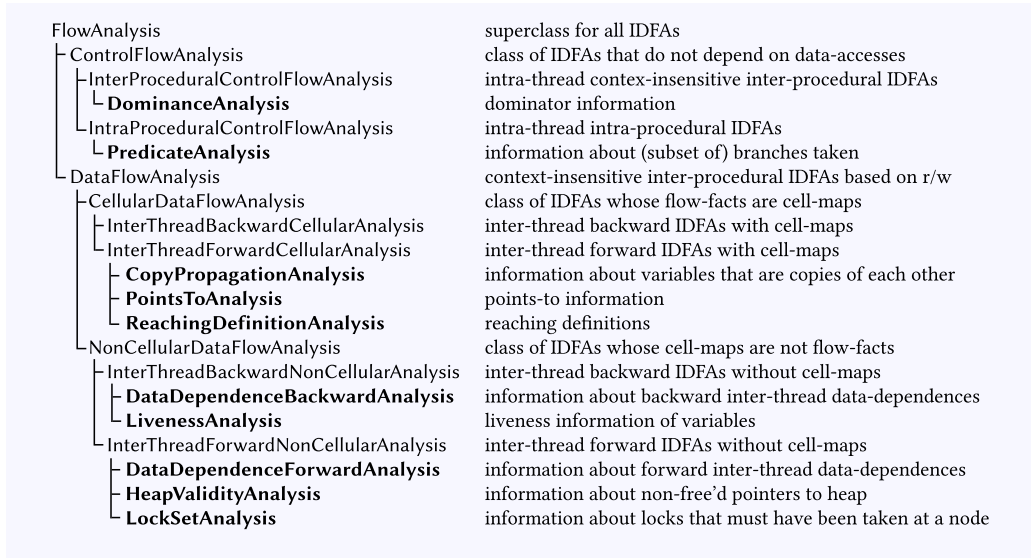 FlowAnalysis superclass for all IDFAs
ControlFlowAnalysis class of IDFAs that do not depend on data-accesses
InterProceduralControlFlowAnalysis intra-thread contex-insensitive inter-procedural IDFAs
DominanceAnalysis dominator information
IntraProceduralControlFlowAnalysis intra-thread intra-procedural IDFAs
PredicateAnalysis information about (subset of) branches taken
DataFlowAnalysis context-insensitive inter-procedural IDFAs based on r/w
CellularDataFlowAnalysis class of IDFAs whose flow-facts are cell-maps
InterThreadBackwardCellularAnalysis inter-thread backward IDFAs with cell-maps
InterThreadForwardCellularAnalysis inter-thread forward IDFAs with cell-maps
CopyPropagationAnalysis information about variables that are copies of each other
PointsToAnalysis points-to information
ReachingDefinitionAnalysis reaching definitions
NonCellularDataFlowAnalysis class of IDFAs whose cell-maps are not flow-facts
InterThreadBackwardNonCellularAnalysis inter-thread backward IDFAs without cell-maps
DataDependenceBackwardAnalysis information about backward inter-thread data-dependences
LivenessAnalysis liveness information of variables
InterThreadForwardNonCellularAnalysis inter-thread forward IDFAs without cell-maps
DataDependenceForwardAnalysis information about forward inter-thread data-dependences
HeapValidityAnalysis information about non-free'd pointers to heap
LockSetAnalysis information about locks that must have been taken at a node